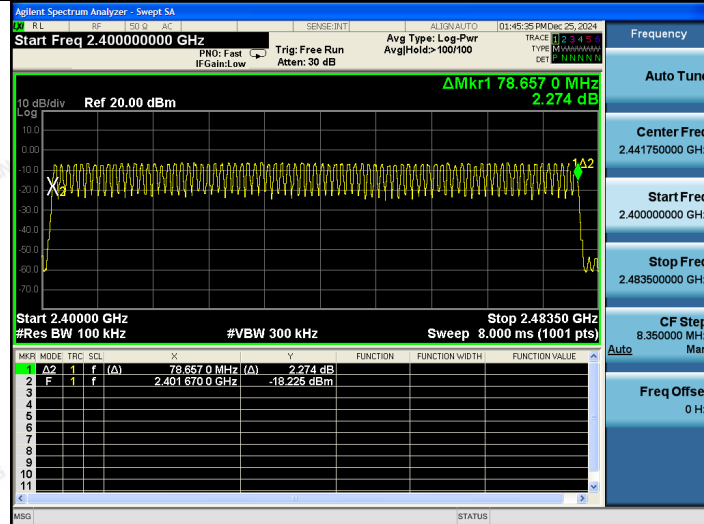 Agilent Spectrum Analyzer - Swept SA
LXI RL RF 50 Ω AC SENSE:INT ALIGNAUTO 01:45:35 PM Dec 25, 2024
Start Freq 2.400000000 GHz
PNO: Fast
IFGain:Low
Trig: Free Run
Atten: 30 dB
Avg Type: Log-Pwr
Avg|Hold:>100/100
TRACE 1 2 3 4 5 6
TYPE M
DET P N N N N N
ΔMkr1 78.657 0 MHz
2.274 dB
10 dB/div Ref 20.00 dBm
Log
10.0
0.00
-10.0
-20.0
-30.0
-40.0
-50.0
-60.0
-70.0
2
1Δ2
Start 2.40000 GHz Stop 2.48350 GHz
#Res BW 100 kHz #VBW 300 kHz Sweep 8.000 ms (1001 pts)
MKR MODE TRC SCL X Y FUNCTION FUNCTION WIDTH FUNCTION VALUE
1 Δ2 1 f (Δ) 78.657 0 MHz (Δ) 2.274 dB
2 F 1 f 2.401 670 0 GHz -18.225 dBm
3
4
5
6
7
8
9
10
11
MSG STATUS
Frequency
Auto Tune
Center Freq
2.441750000 GHz
Start Freq
2.400000000 GHz
Stop Freq
2.483500000 GHz
CF Step
8.350000 MHz
Auto Man
Freq Offset
0 Hz